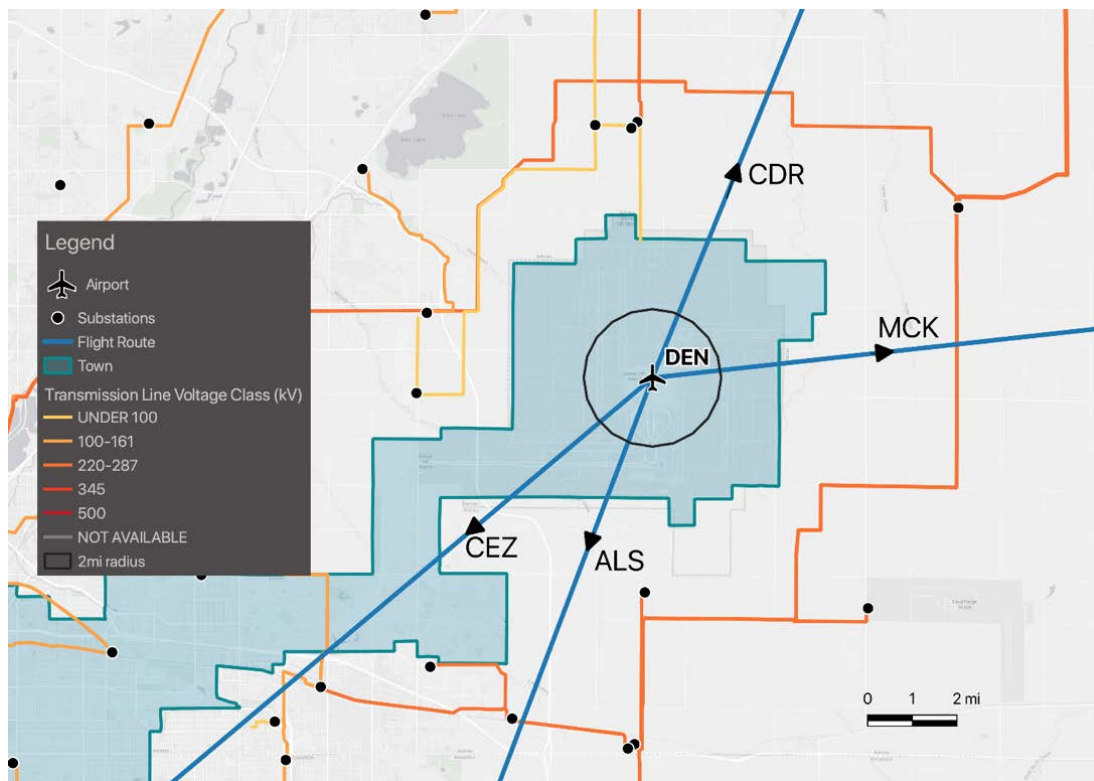 CDR
MCK
DEN
CEZ
ALS
Legend
Airport
Substations
Flight Route
Town
Transmission Line Voltage Class (kV)
UNDER 100
100-161
220-287
345
500
NOT AVAILABLE
2mi radius
0 1 2 mi